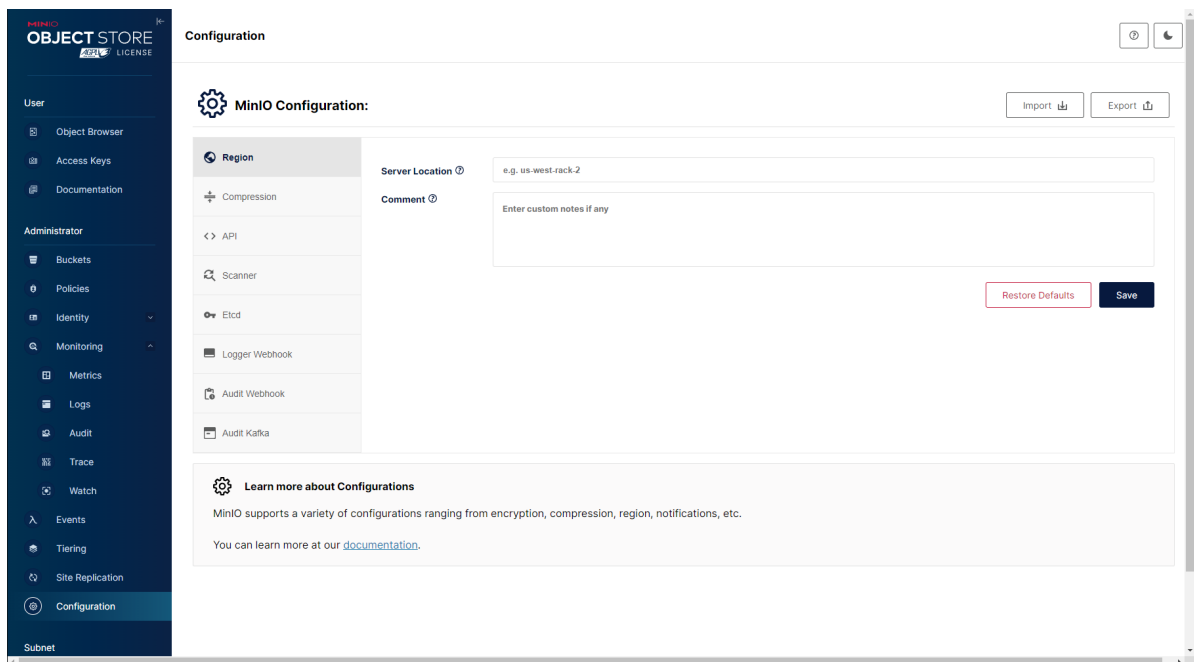 MINIO
OBJECT STORE
AGPLv3 LICENSE
Configuration
User
Object Browser
Access Keys
Documentation
Administrator
Buckets
Policies
Identity
Monitoring
Metrics
Logs
Audit
Trace
Watch
Events
Tiering
Site Replication
Configuration
Subnet
MinIO Configuration:
Import
Export
Region
Compression
API
Scanner
Etcd
Logger Webhook
Audit Webhook
Audit Kafka
Server Location
e.g. us-west-rack-2
Comment
Enter custom notes if any
Restore Defaults
Save
Learn more about Configurations
MinIO supports a variety of configurations ranging from encryption, compression, region, notifications, etc.
You can learn more at our documentation.